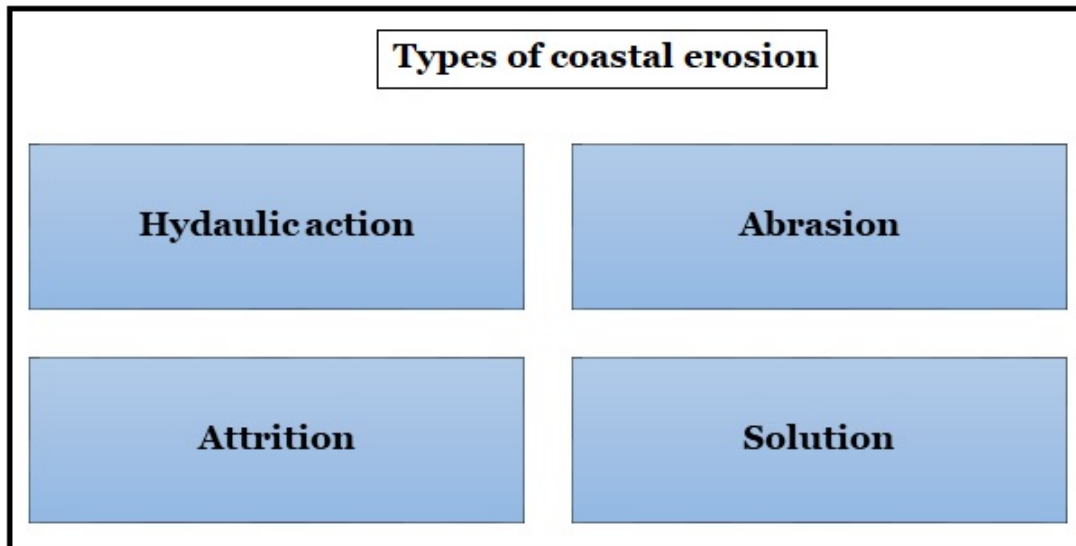 Types of coastal erosion
Hydaulic action
Abrasion
Attrition
Solution